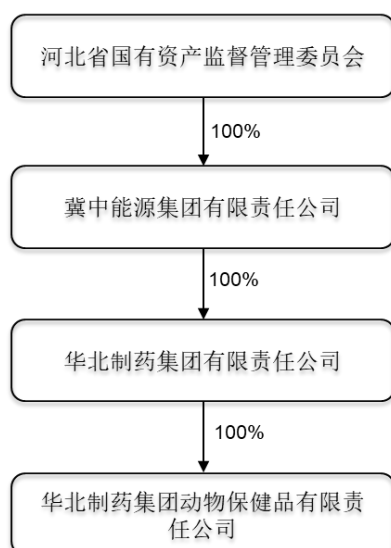 河北省国有资产监督管理委员会
100%
冀中能源集团有限责任公司
100%
华北制药集团有限责任公司
100%
华北制药集团动物保健品有限责
任公司